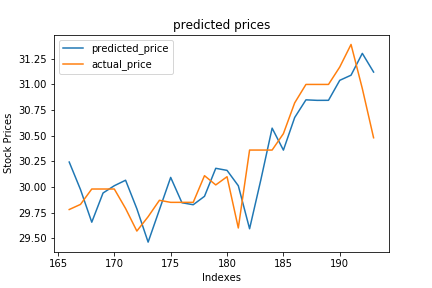 predicted prices
predicted_price
actual_price
Stock Prices
31.25
31.00
30.75
30.50
30.25
30.00
29.75
29.50
165 170 175 180 185 190
Indexes